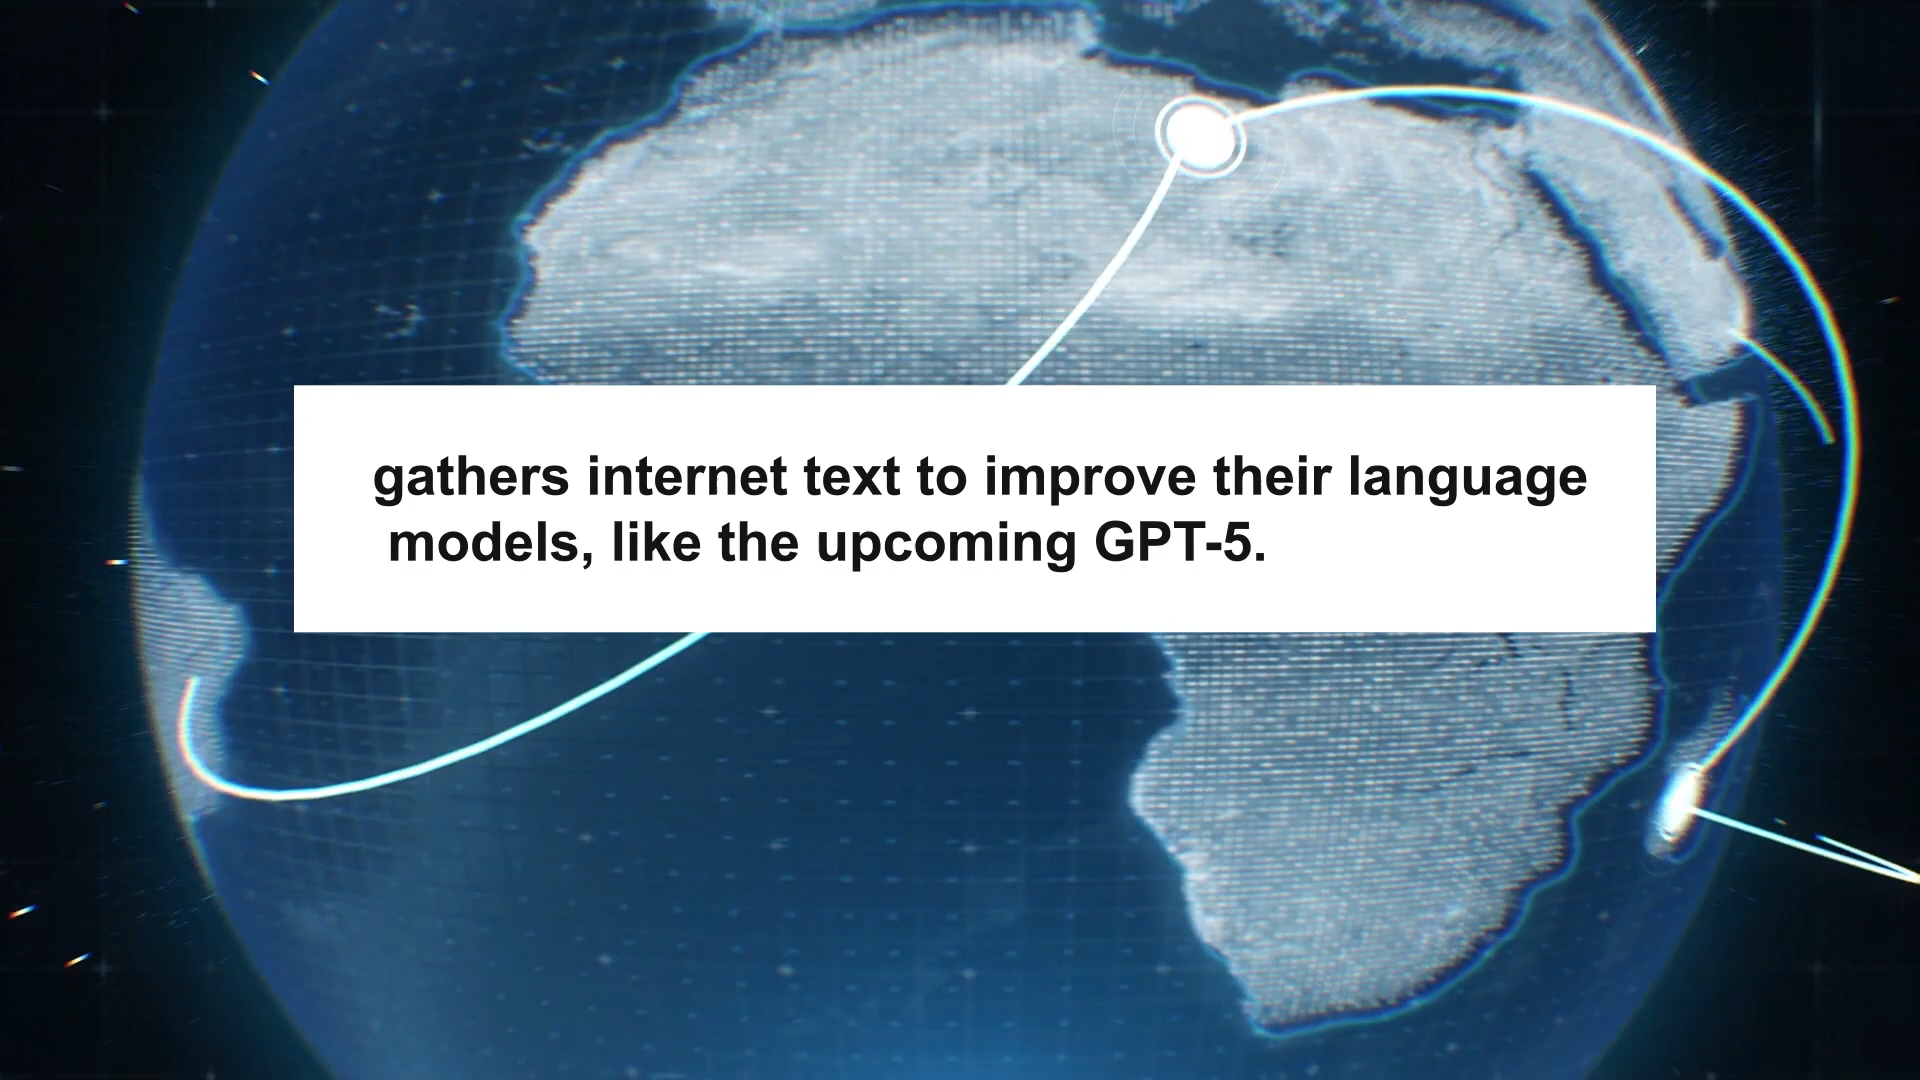 gathers internet text to improve their language
models, like the upcoming GPT-5.